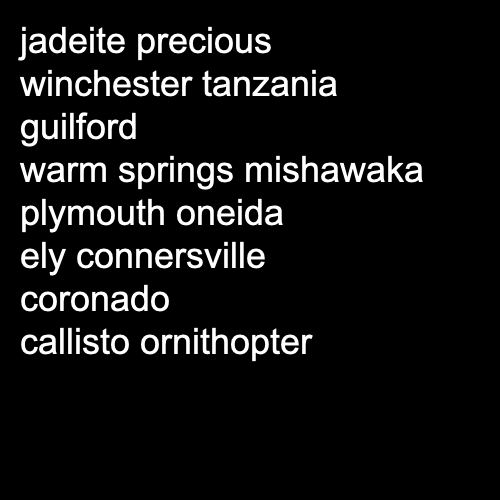 jadeite precious
winchester tanzania
guilford
warm springs mishawaka
plymouth oneida
ely connersville
coronado
callisto ornithopter